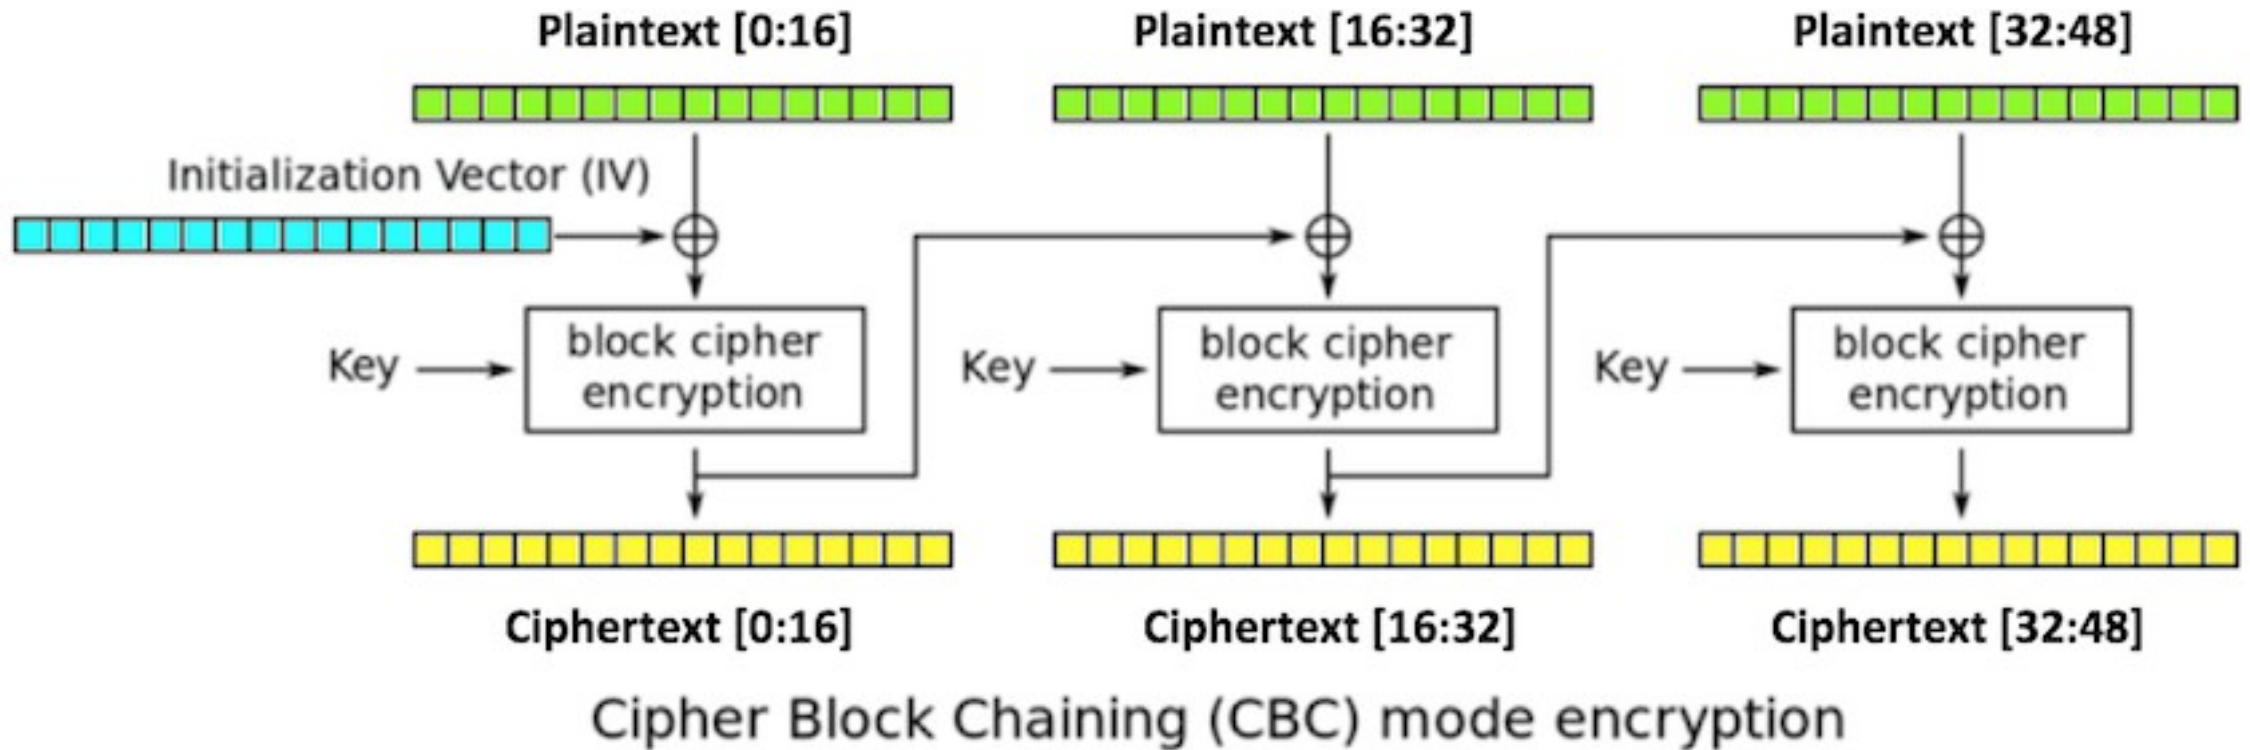 Plaintext [0:16]
Plaintext [16:32]
Plaintext [32:48]
Initialization Vector (IV)
Key
block cipher
encryption
Key
block cipher
encryption
Key
block cipher
encryption
Ciphertext [0:16]
Ciphertext [16:32]
Ciphertext [32:48]
Cipher Block Chaining (CBC) mode encryption